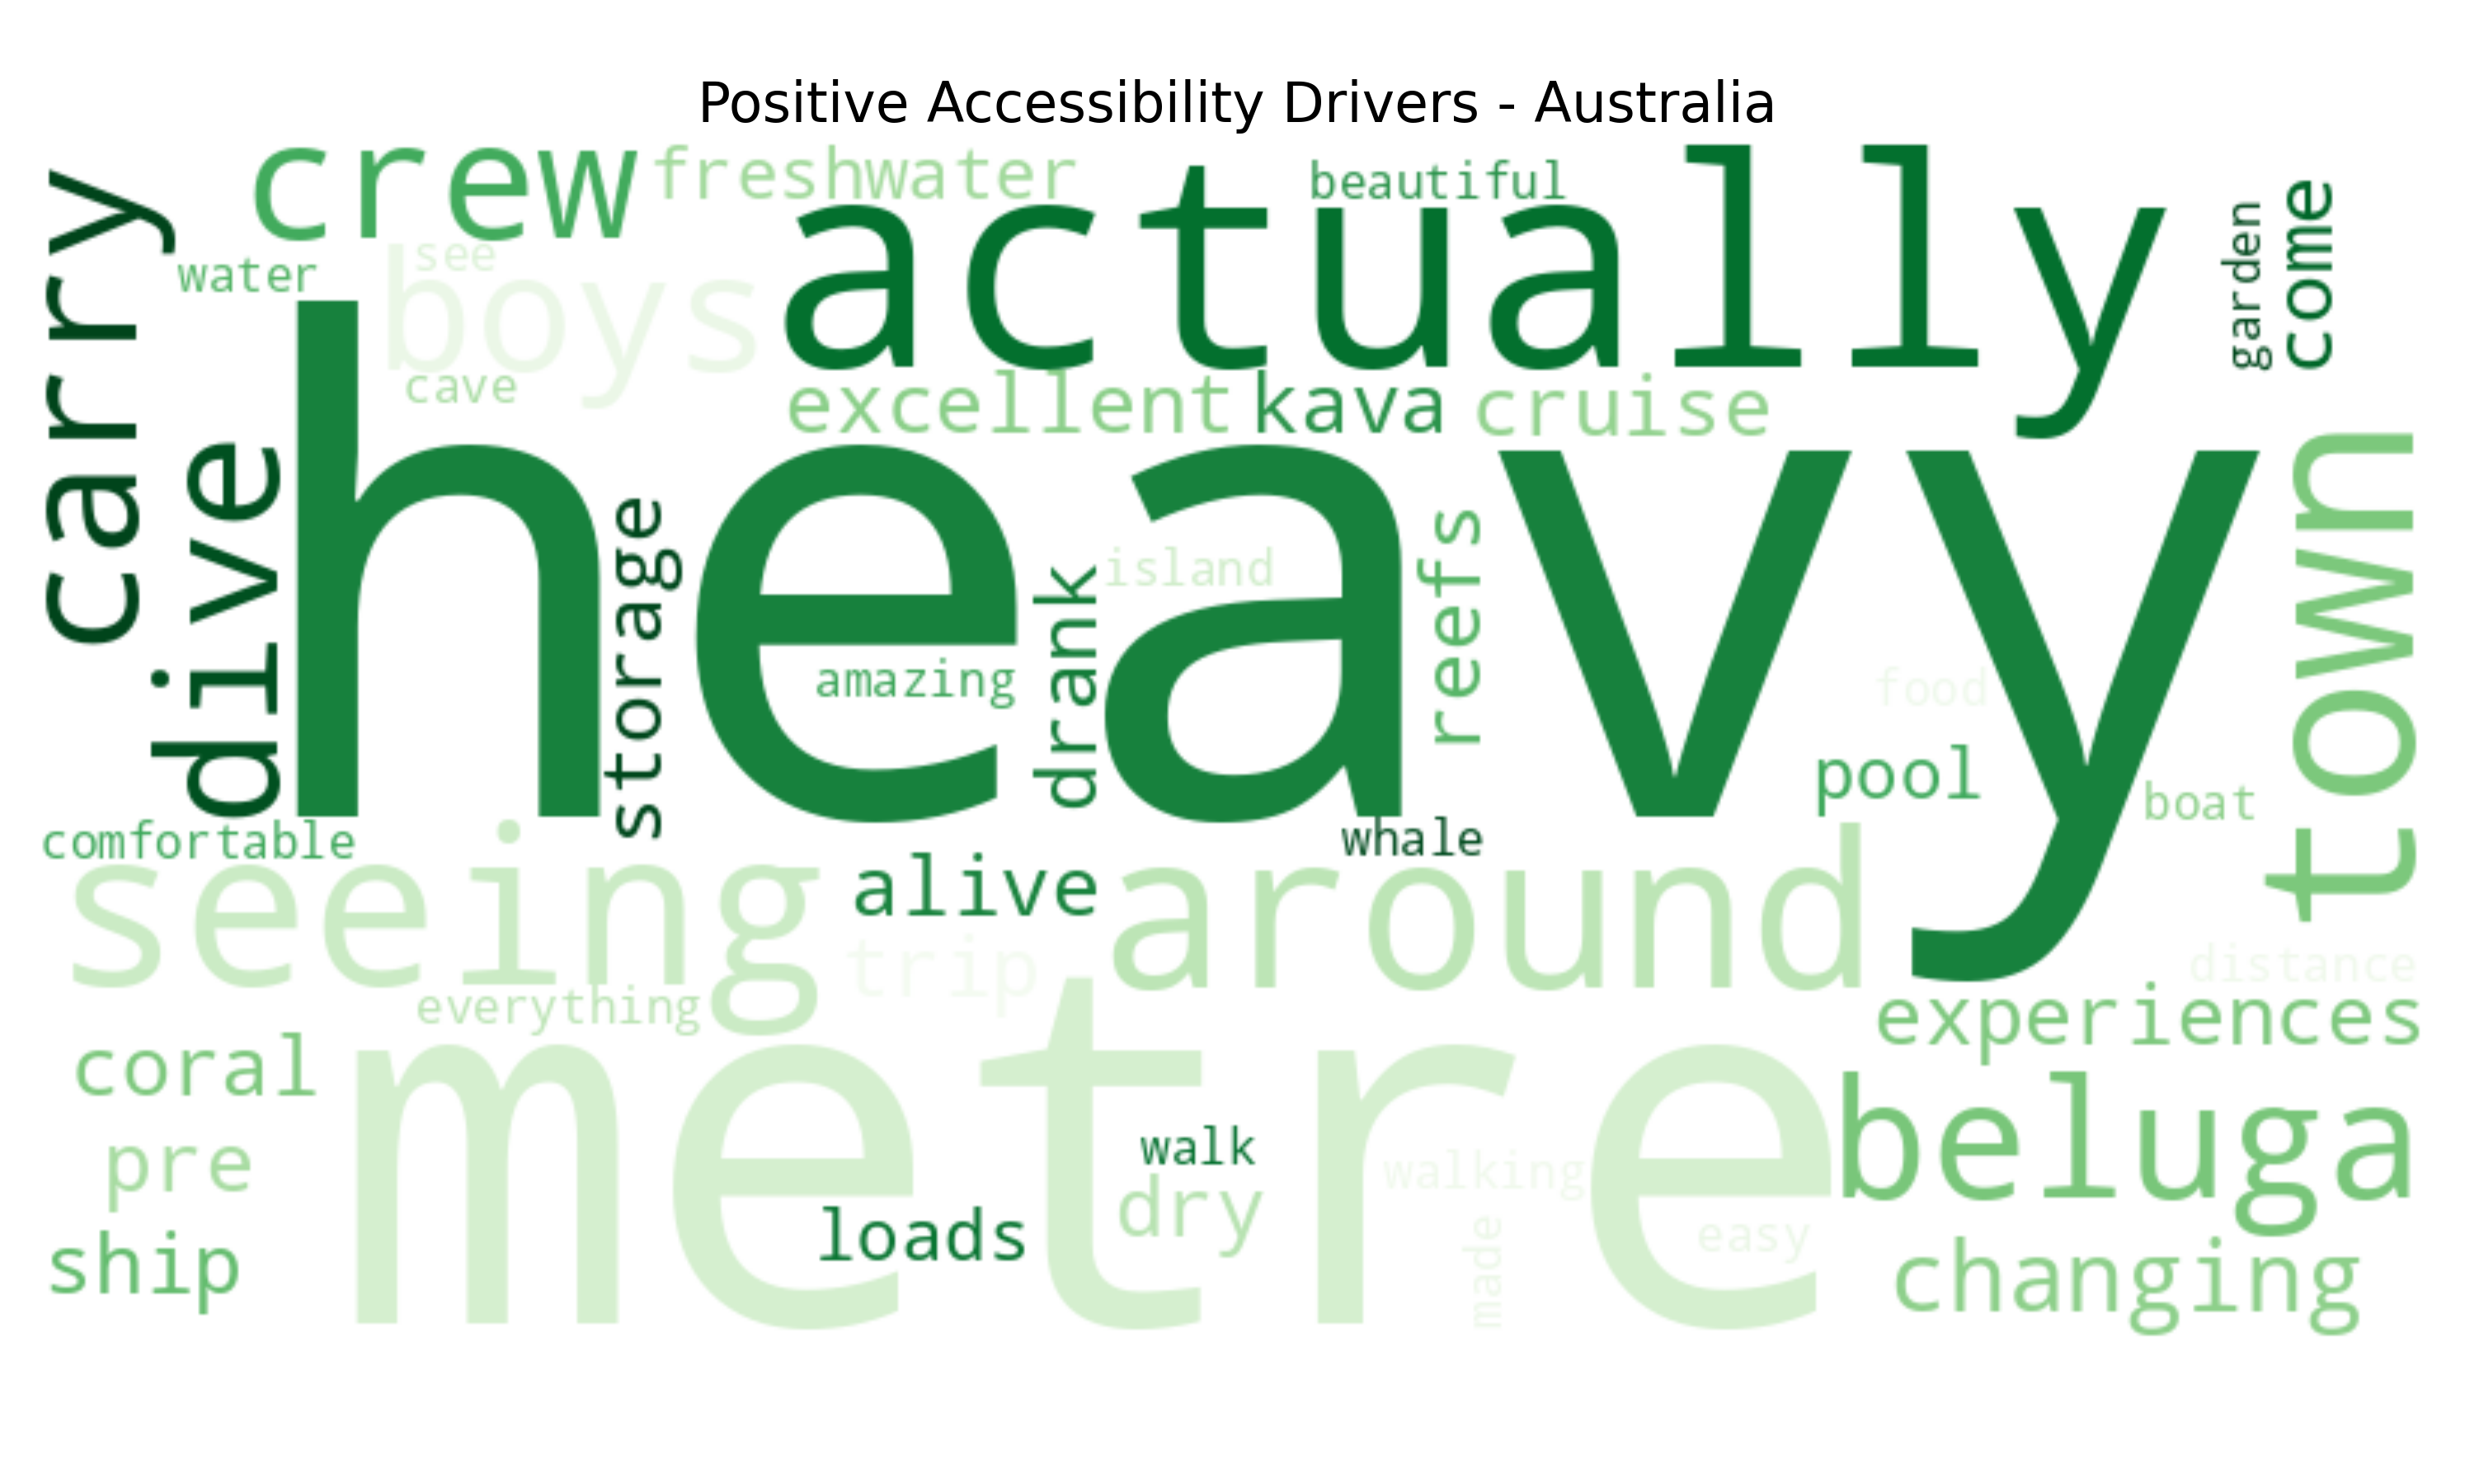 Positive Accessibility Drivers - Australia
carry
crew
freshwater
beautiful
actually
garden
come
water
see
boys
cave
excellent
kava
cruise
dive
heavy
storage
drank
island
reefs
amazing
food
pool
boat
town
comfortable
whale
seeing
alive
around
trip
distance
everything
experiences
coral
metre
beluga
pre
walk
walking
dry
loads
made
easy
ship
changing